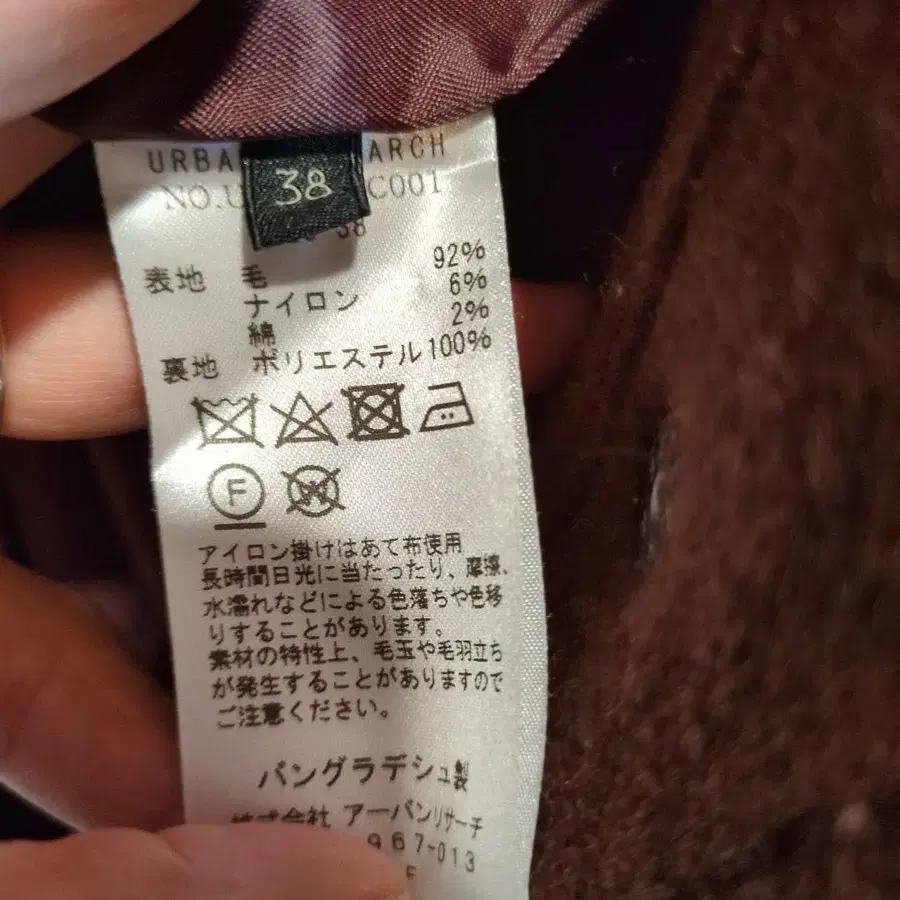 URBA ARCH
38
NO.U C001
38
表地 毛 92%
ナイロン 6%
綿 2%
裏地 ポリエステル 100%
F
W
アイロン掛けはあて布使用
長時間日光に当たったり、摩擦、
水濡れなどによる色落ちや色移
りすることがあります。
素材の特性上、毛玉や毛羽立ち
が発生することがありますので
ご注意ください。
バングラデシュ製
株式会社 アーバンリサーチ
967-013